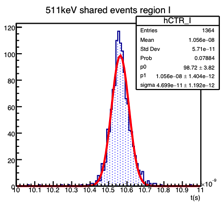 511keV shared events region I
hCTR_I
Entries 1364
Mean 1.056e-08
Std Dev 5.71e-11
Prob 0.07884
p0 98.72 ± 3.82
p1 1.056e-08 ± 1.404e-12
sigma 4.699e-11 ± 1.192e-12
120
100
80
60
40
20
0
10.0 10.1 10.2 10.3 10.4 10.5 10.6 10.7 10.8 10.9 11.0
t(s)